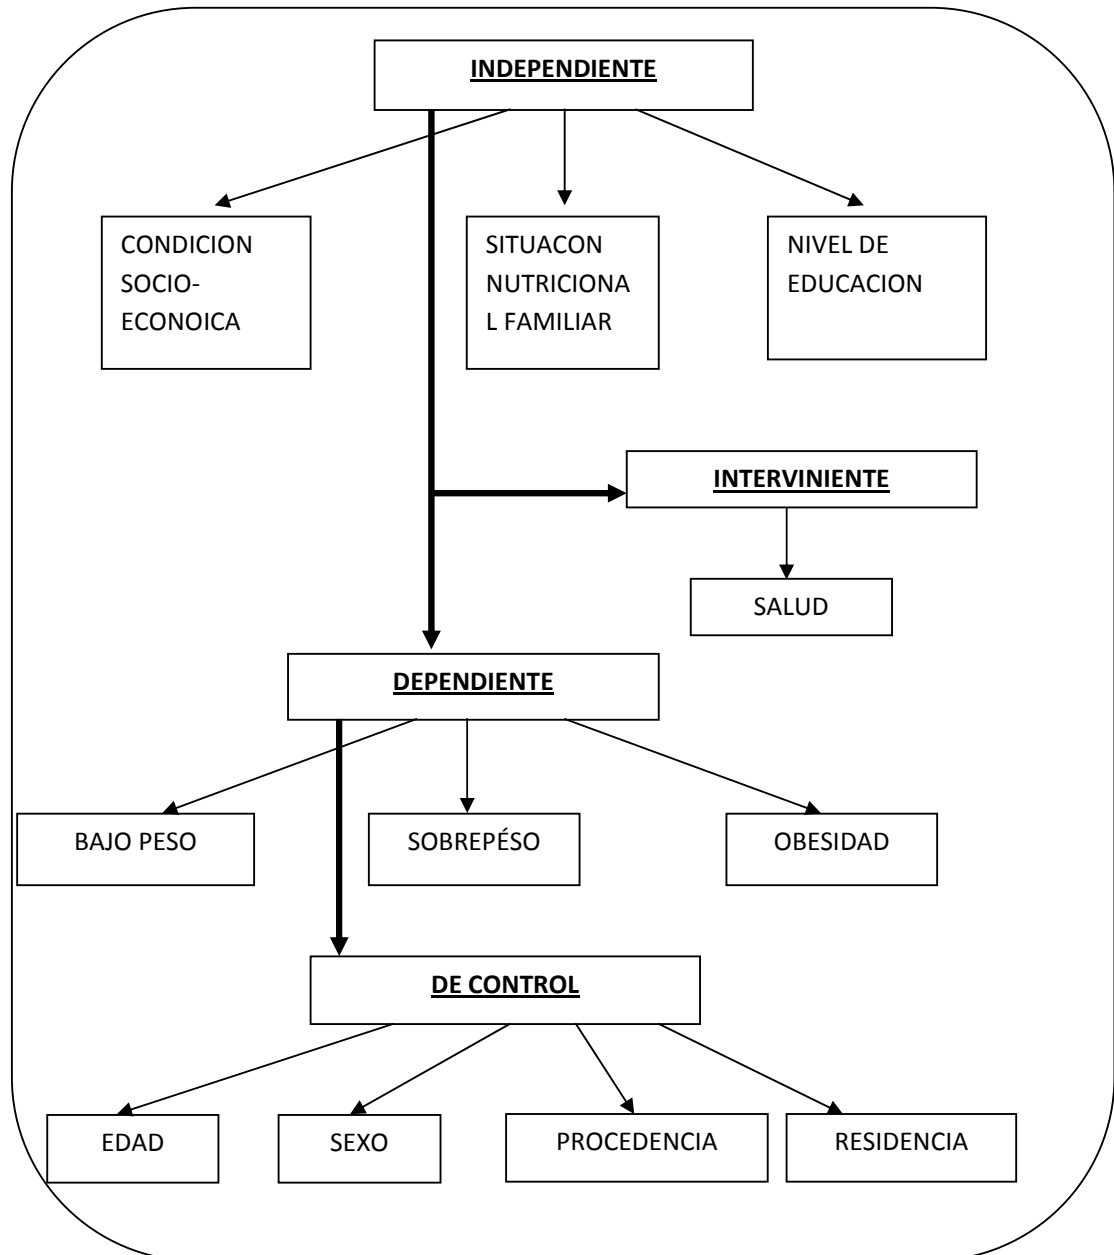 INDEPENDIENTE
CONDICION
SOCIO-
ECONOICA
SITUACON
NUTRICIONA
L FAMILIAR
NIVEL DE
EDUCACION
INTERVINIENTE
SALUD
DEPENDIENTE
BAJO PESO
SOBREPÉSO
OBESIDAD
DE CONTROL
EDAD
SEXO
PROCEDENCIA
RESIDENCIA